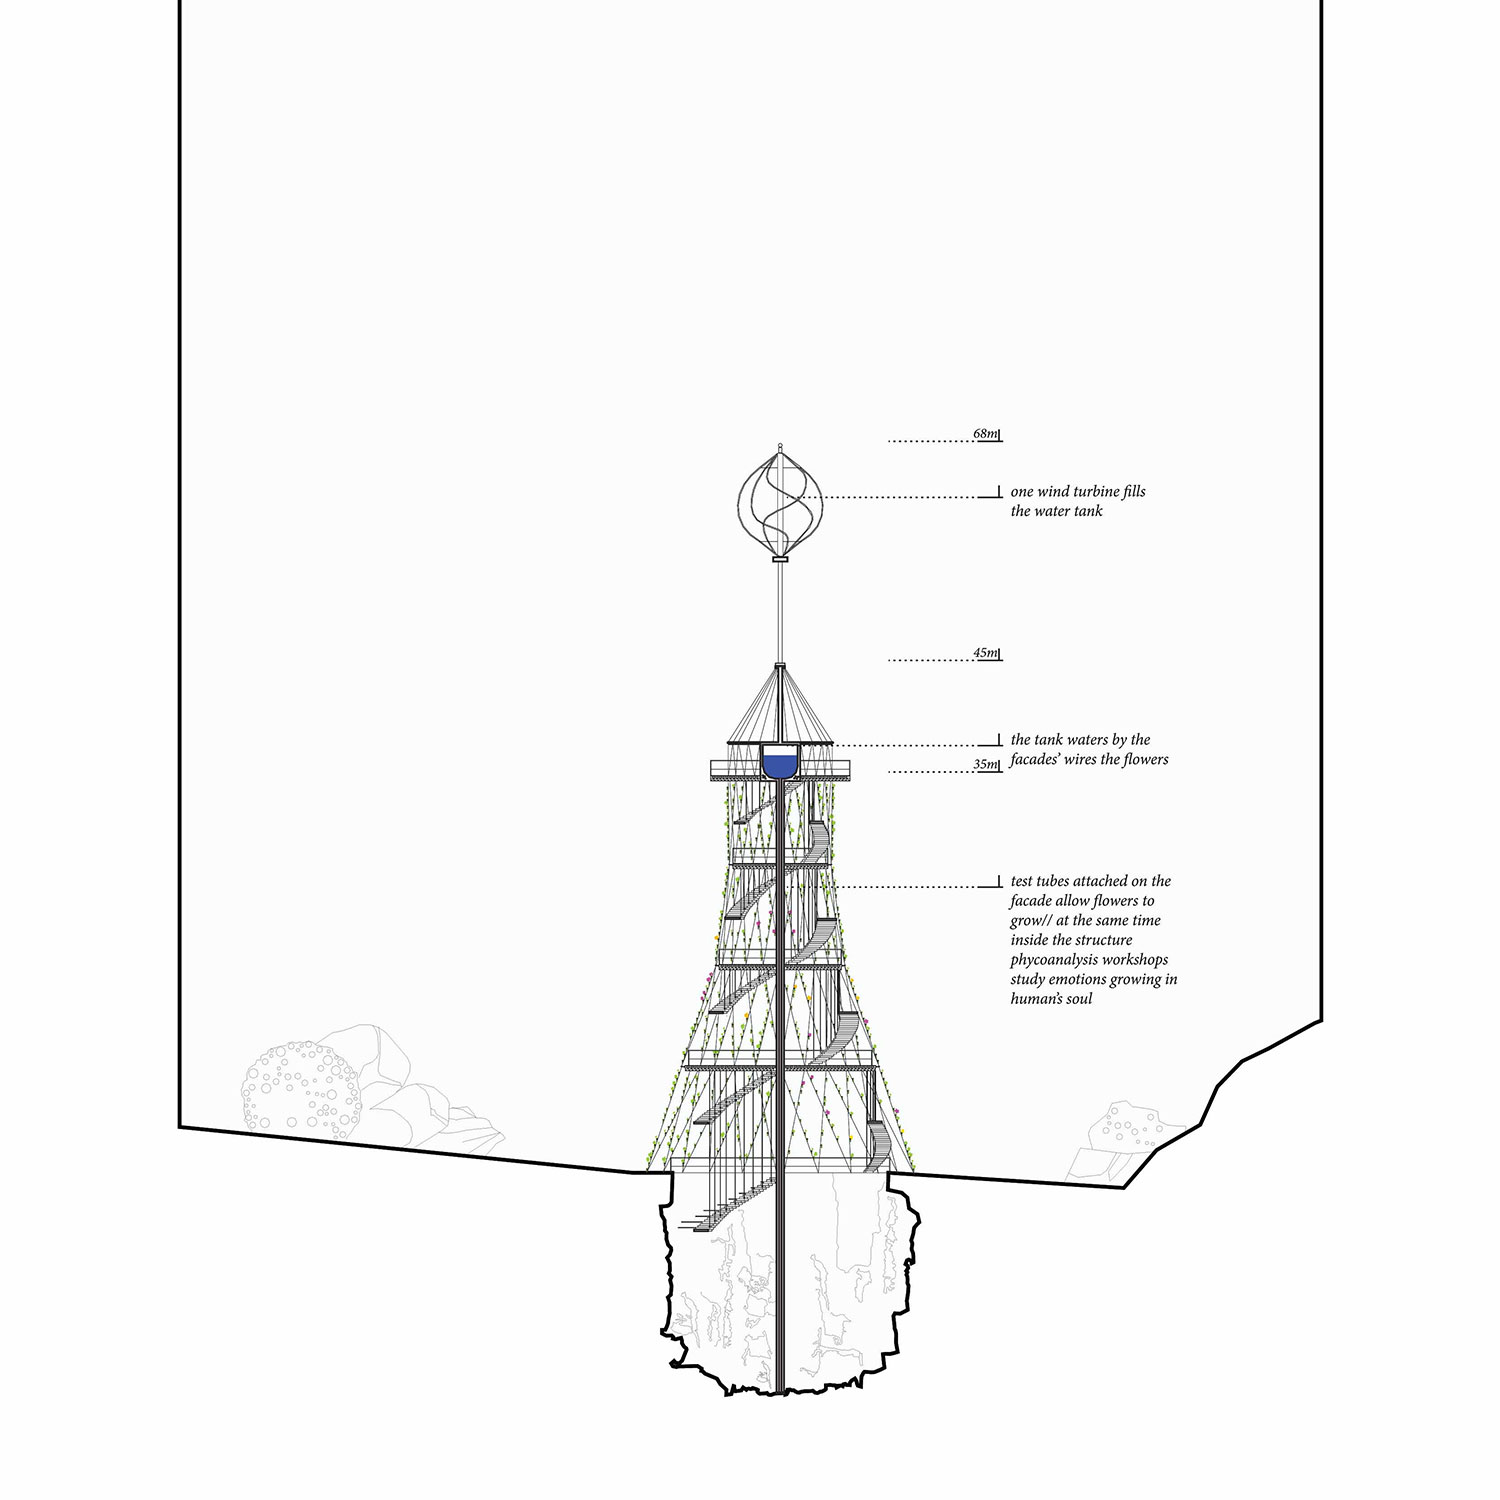 68m
one wind turbine fills
the water tank
45m
the tank waters by the
facades' wires the flowers
35m
test tubes attached on the
facade allow flowers to
grow// at the same time
inside the structure
phycoanalysis workshops
study emotions growing in
human's soul